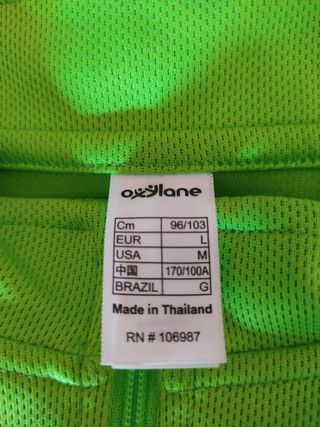 oxylane
Cm 96/103
EUR L
USA M
中国 170/100A
BRAZIL G
Made in Thailand
RN # 106987